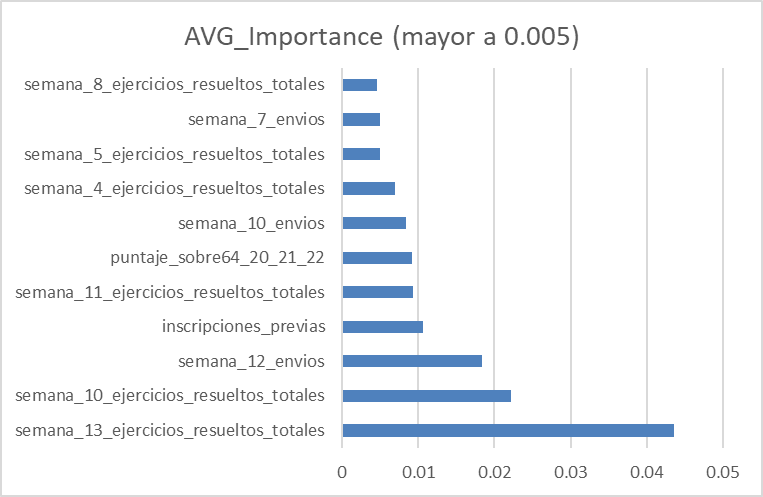 AVG_Importance (mayor a 0.005)
semana_8_ejercicios_resueltos_totales
semana_7_envios
semana_5_ejercicios_resueltos_totales
semana_4_ejercicios_resueltos_totales
semana_10_envios
puntaje_sobre64_20_21_22
semana_11_ejercicios_resueltos_totales
inscripciones_previas
semana_12_envios
semana_10_ejercicios_resueltos_totales
semana_13_ejercicios_resueltos_totales
0 0.01 0.02 0.03 0.04 0.05